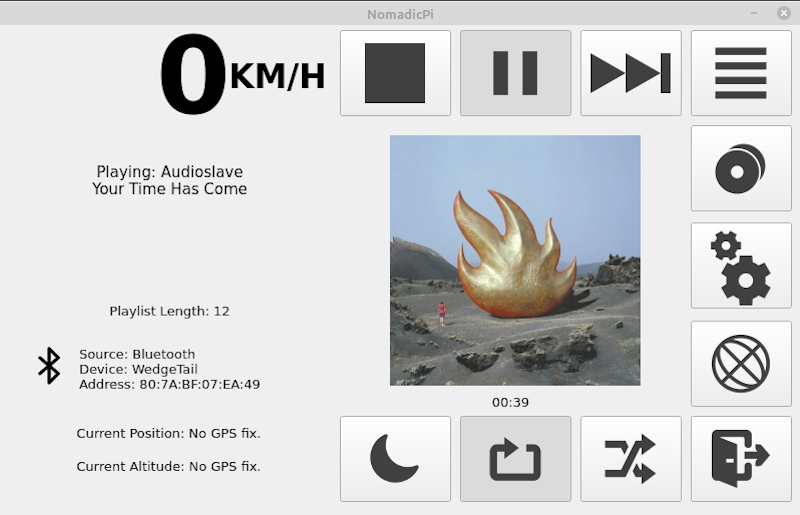 NomadicPi
0KM/H
Playing: Audioslave
Your Time Has Come
Playlist Length: 12
Source: Bluetooth
Device: WedgeTail
Address: 80:7A:BF:07:EA:49
00:39
Current Position: No GPS fix.
Current Altitude: No GPS fix.